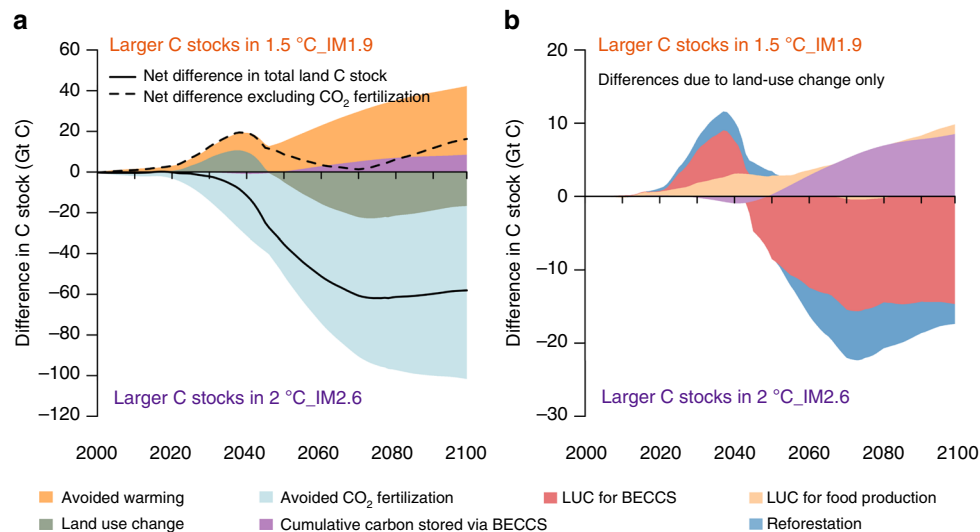 a
Larger C stocks in 1.5 °C_IM1.9
Net difference in total land C stock
Net difference excluding CO₂ fertilization
Difference in C stock (Gt C)
60
40
20
0
−20
−40
−60
−80
−100
−120
Larger C stocks in 2 °C_IM2.6
2000 2020 2040 2060 2080 2100
b
Larger C stocks in 1.5 °C_IM1.9
Differences due to land-use change only
Difference in C stock (Gt C)
20
10
0
−10
−20
−30
Larger C stocks in 2 °C_IM2.6
2000 2020 2040 2060 2080 2100
Avoided warming
Avoided CO₂ fertilization
LUC for BECCS
LUC for food production
Land use change
Cumulative carbon stored via BECCS
Reforestation